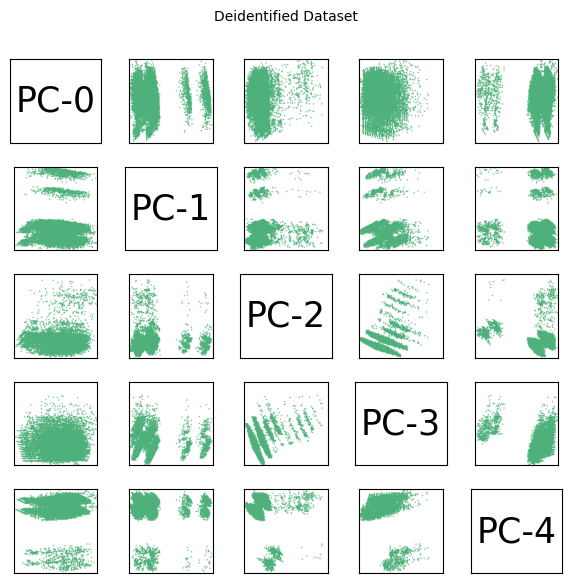 Deidentified Dataset
PC-0
PC-1
PC-2
PC-3
PC-4